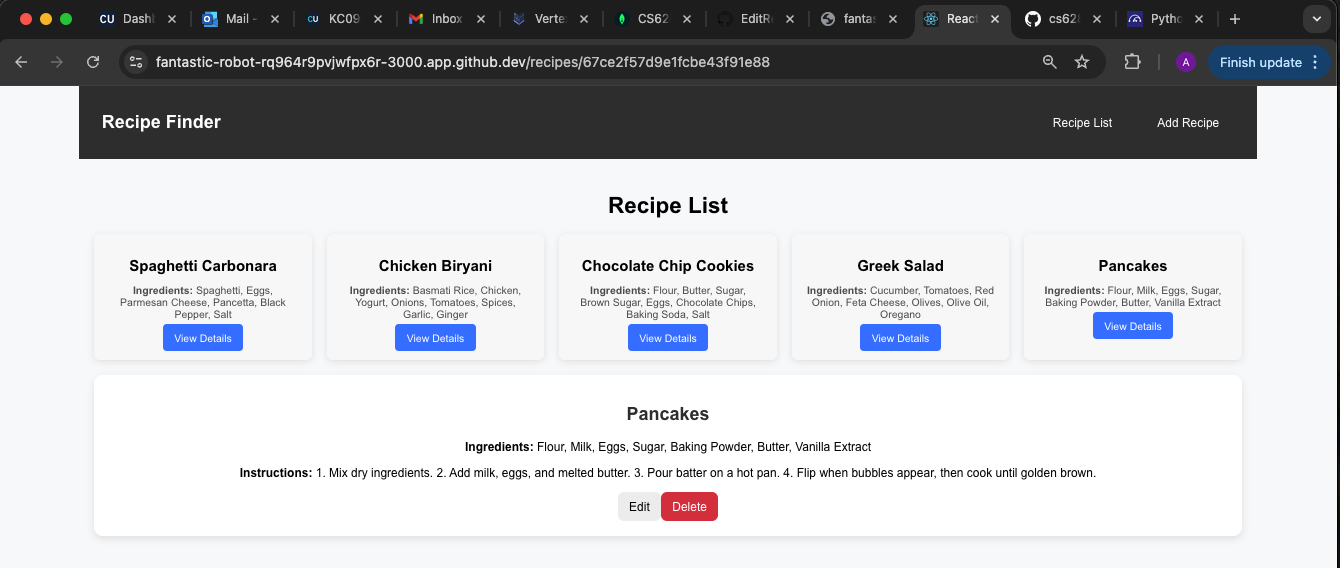 CU Dashl
Mail -
CU KC09
Inbox
Verte
CS62
EditR
fantas
React
cs628
Pytho
fantastic-robot-rq964r9pvjwfpx6r-3000.app.github.dev/recipes/67ce2f57d9e1fcbe43f91e88
A
Finish update
Recipe Finder
Recipe List
Add Recipe
Recipe List
Spaghetti Carbonara
Ingredients: Spaghetti, Eggs,
Parmesan Cheese, Pancetta, Black
Pepper, Salt
View Details
Chicken Biryani
Ingredients: Basmati Rice, Chicken,
Yogurt, Onions, Tomatoes, Spices,
Garlic, Ginger
View Details
Chocolate Chip Cookies
Ingredients: Flour, Butter, Sugar,
Brown Sugar, Eggs, Chocolate Chips,
Baking Soda, Salt
View Details
Greek Salad
Ingredients: Cucumber, Tomatoes, Red
Onion, Feta Cheese, Olives, Olive Oil,
Oregano
View Details
Pancakes
Ingredients: Flour, Milk, Eggs, Sugar,
Baking Powder, Butter, Vanilla Extract
View Details
Pancakes
Ingredients: Flour, Milk, Eggs, Sugar, Baking Powder, Butter, Vanilla Extract
Instructions: 1. Mix dry ingredients. 2. Add milk, eggs, and melted butter. 3. Pour batter on a hot pan. 4. Flip when bubbles appear, then cook until golden brown.
Edit
Delete